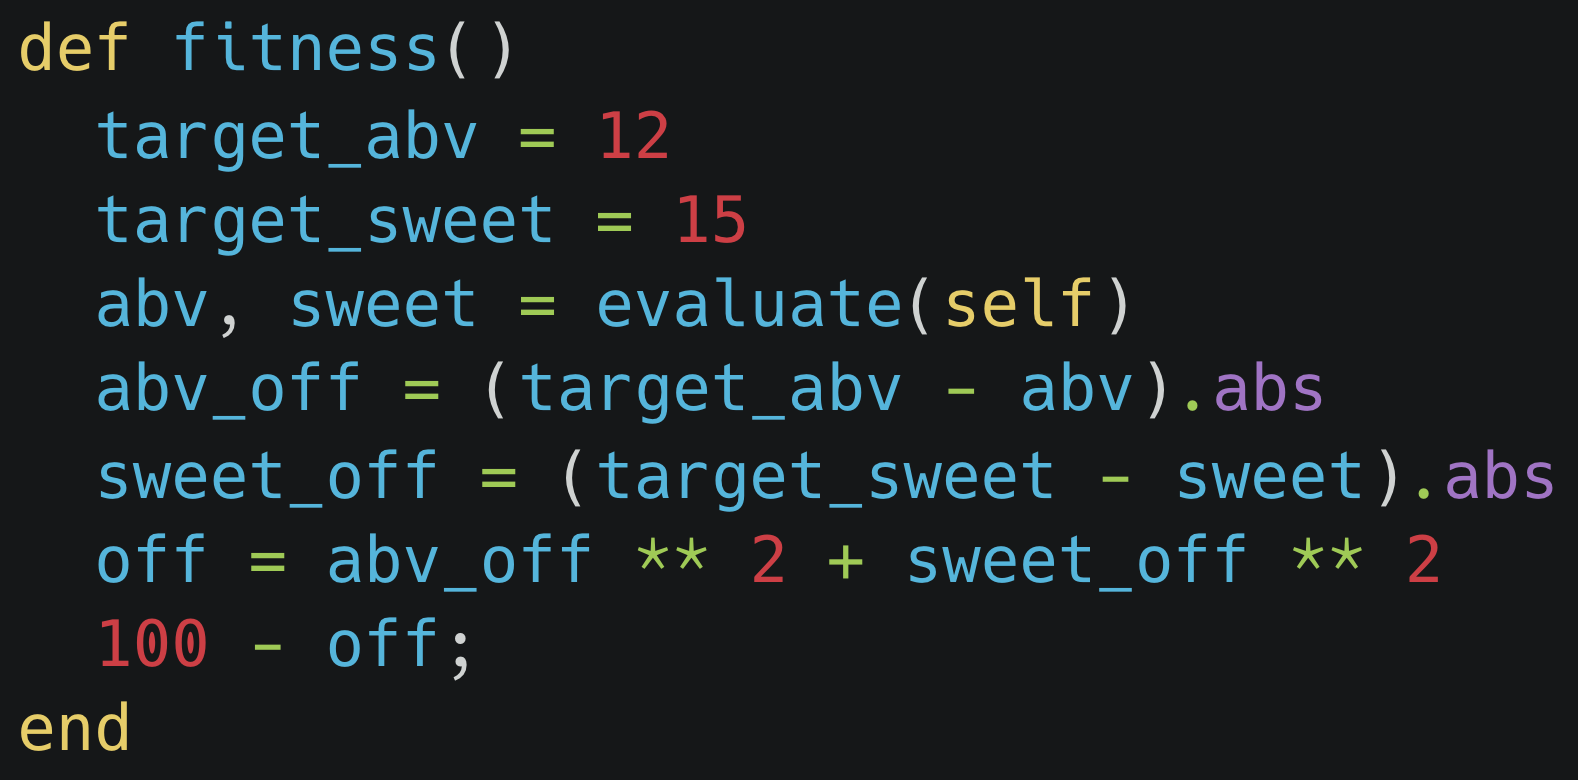 def fitness()
  target_abv = 12
  target_sweet = 15
  abv, sweet = evaluate(self)
  abv_off = (target_abv - abv).abs
  sweet_off = (target_sweet - sweet).abs
  off = abv_off ** 2 + sweet_off ** 2
  100 - off;
end